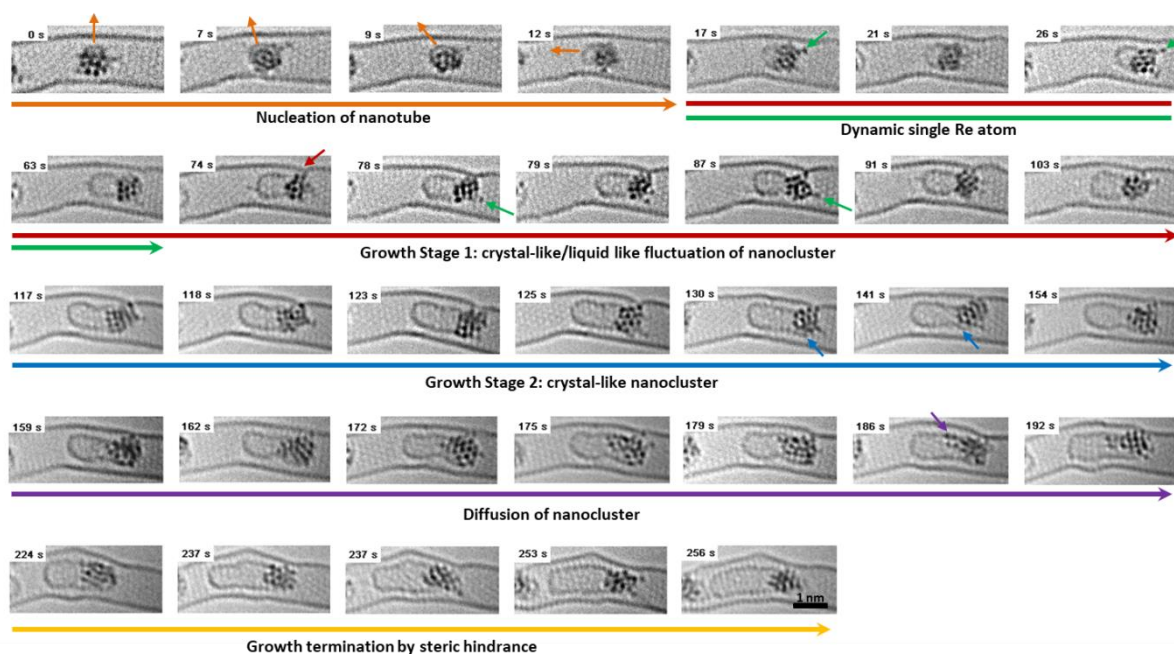 0 s 7 s 9 s 12 s 17 s 21 s 26 s
Nucleation of nanotube
Dynamic single Re atom
63 s 74 s 78 s 79 s 87 s 91 s 103 s
Growth Stage 1: crystal-like/liquid like fluctuation of nanocluster
117 s 118 s 123 s 125 s 130 s 141 s 154 s
Growth Stage 2: crystal-like nanocluster
159 s 162 s 172 s 175 s 179 s 186 s 192 s
Diffusion of nanocluster
224 s 237 s 237 s 253 s 256 s
1 nm
Growth termination by steric hindrance